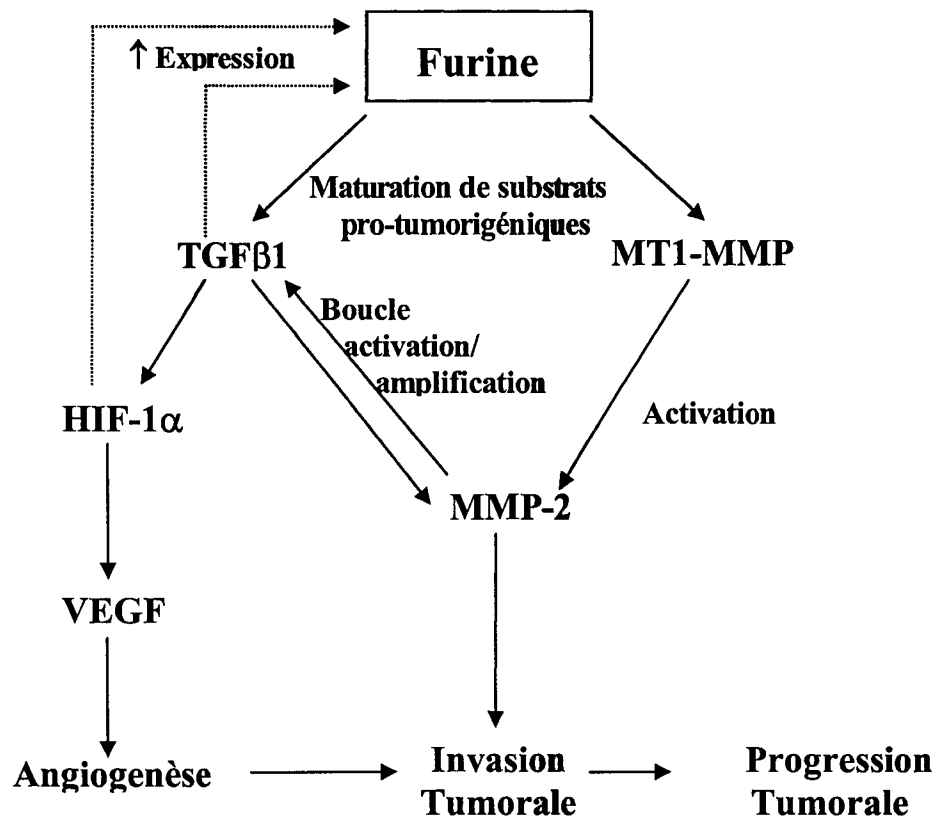 ↑ Expression
Furine
Maturation de substrats
pro-tumorigéniques
TGFβ1
MT1-MMP
Boucle
activation/
amplification
HIF-1α
Activation
MMP-2
VEGF
Angiogenèse
Invasion
Tumorale
Progression
Tumorale